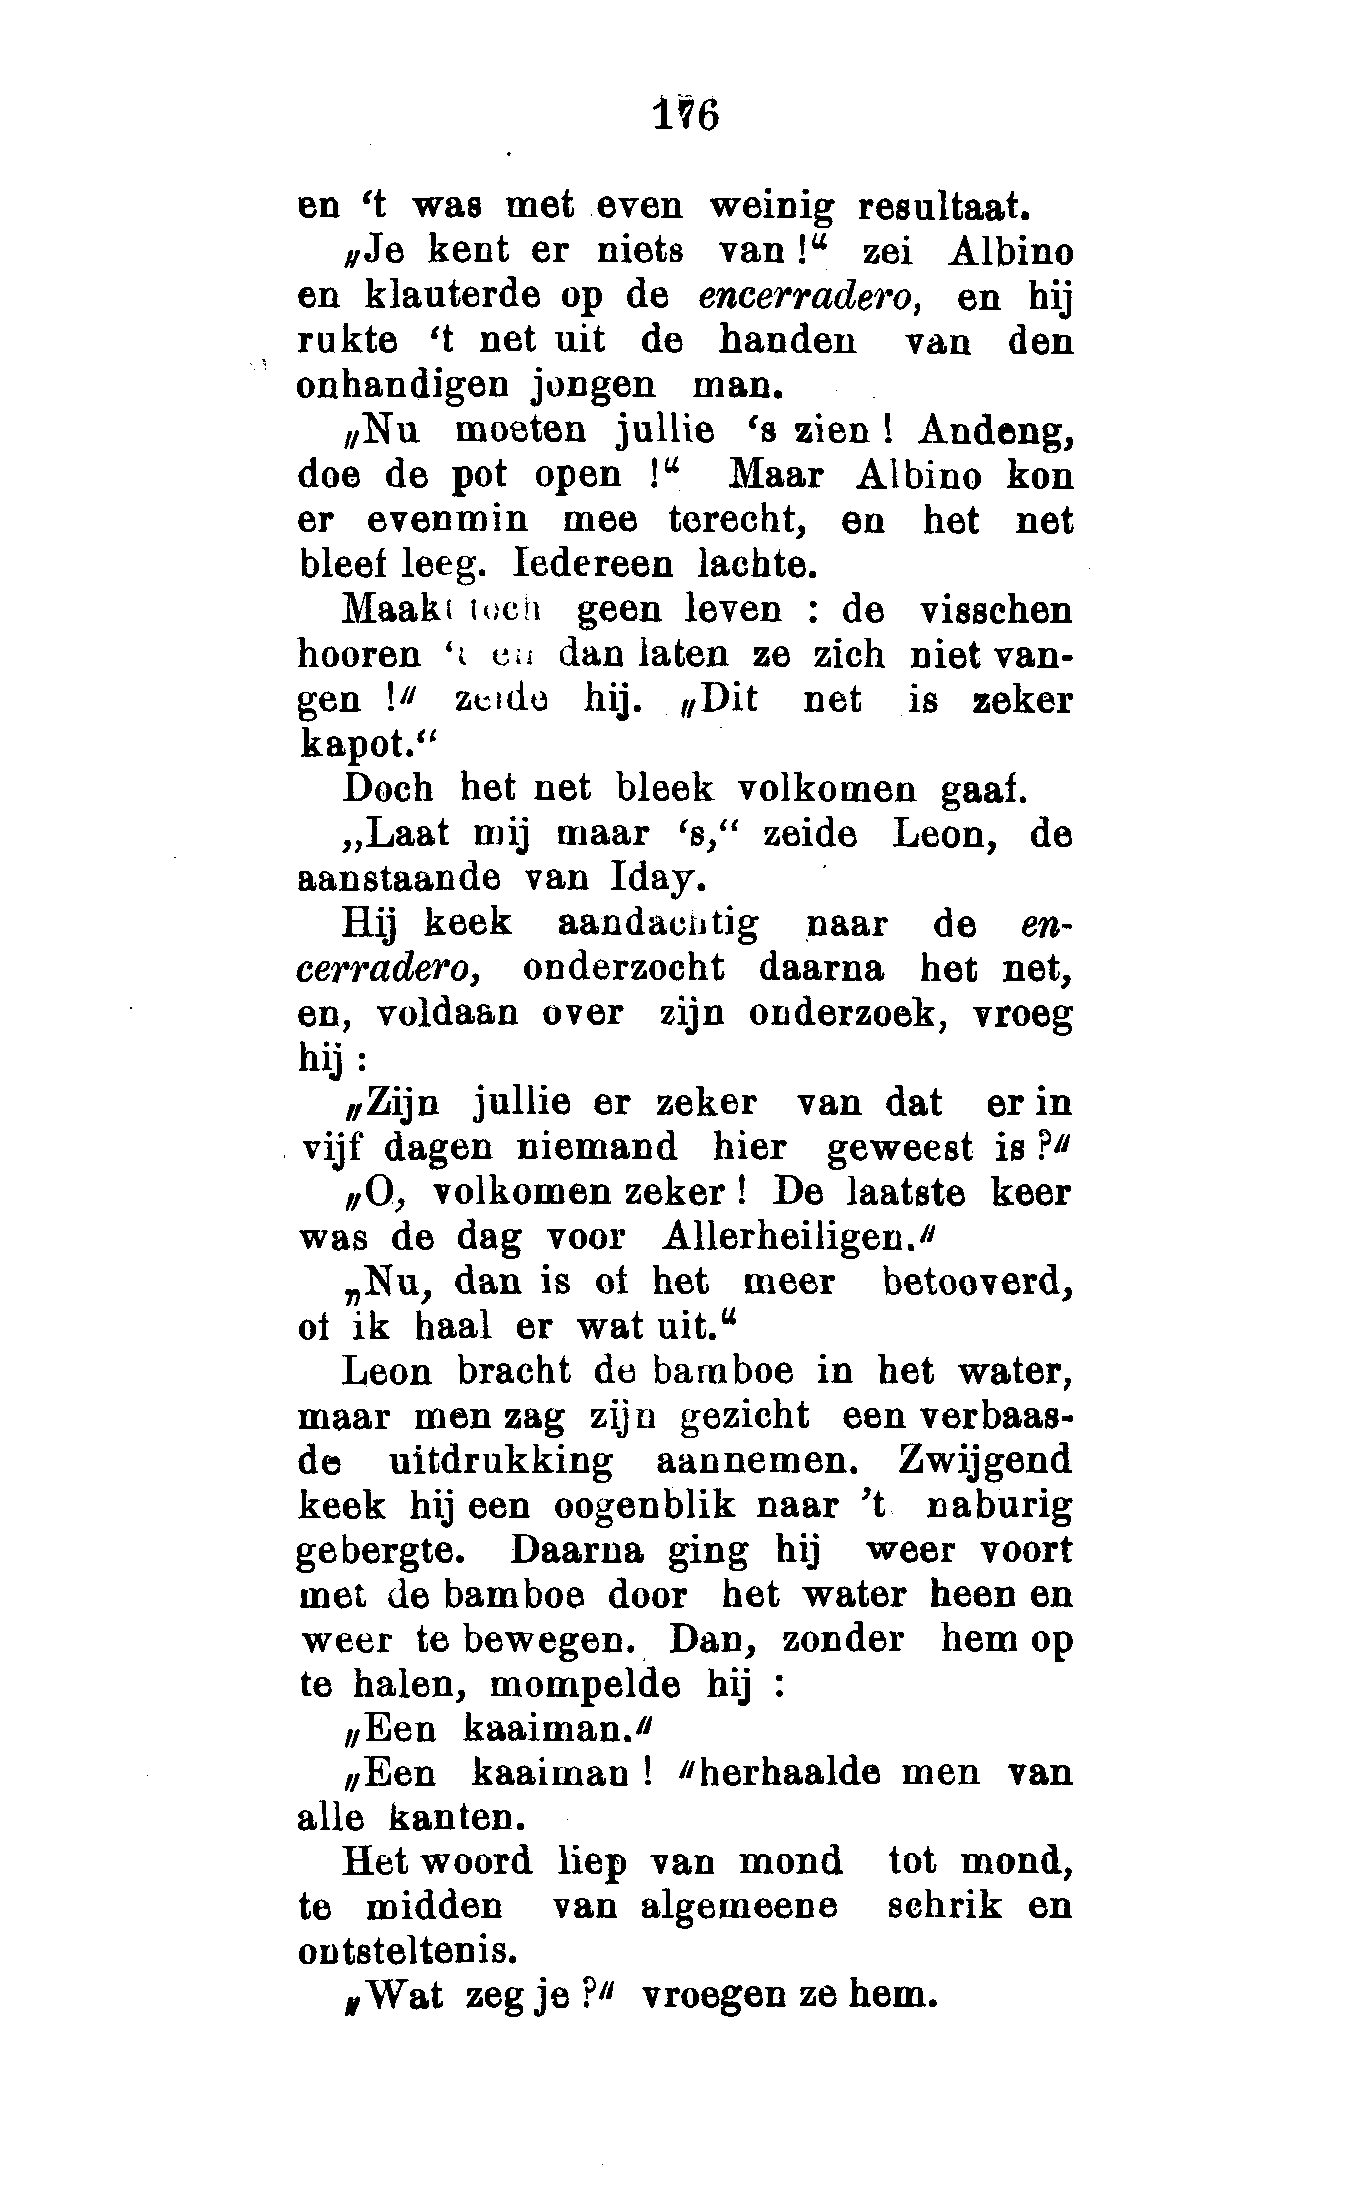 176
en ‘t was met even weinig resultaat.
„Je kent er niets van !“ zei Albino
en klauterde op de encerradero, en hij
rukte ‘t net uit de handen van den
onhandigen jongen man.
„Nu moeten jullie ‘s zien ! Andeng,
doe de pot open !“ Maar Albino kon
er evenmin mee terecht, en het net
bleef leeg. Iedereen lachte.
Maakt toch geen leven : de visschen
hooren ‘t en dan laten ze zich niet van-
gen !“ zeide hij. „Dit net is zeker
kapot.“
Doch het net bleek volkomen gaaf.
„Laat mij maar ‘s,“ zeide Leon, de
aanstaande van Iday.
Hij keek aandachtig naar de en-
cerradero, onderzocht daarna het net,
en, voldaan over zijn onderzoek, vroeg
hij :
„Zijn jullie er zeker van dat er in
vijf dagen niemand hier geweest is ?“
„O, volkomen zeker ! De laatste keer
was de dag voor Allerheiligen.“
„Nu, dan is of het meer betooverd,
of ik haal er wat uit.“
Leon bracht de bamboe in het water,
maar men zag zijn gezicht een verbaas-
de uitdrukking aannemen. Zwijgend
keek hij een oogenblik naar ’t naburig
gebergte. Daarna ging hij weer voort
met de bamboe door het water heen en
weer te bewegen. Dan, zonder hem op
te halen, mompelde hij :
„Een kaaiman.“
„Een kaaiman ! “herhaalde men van
alle kanten.
Het woord liep van mond tot mond,
te midden van algemeene schrik en
ontsteltenis.
„Wat zeg je ?“ vroegen ze hem.